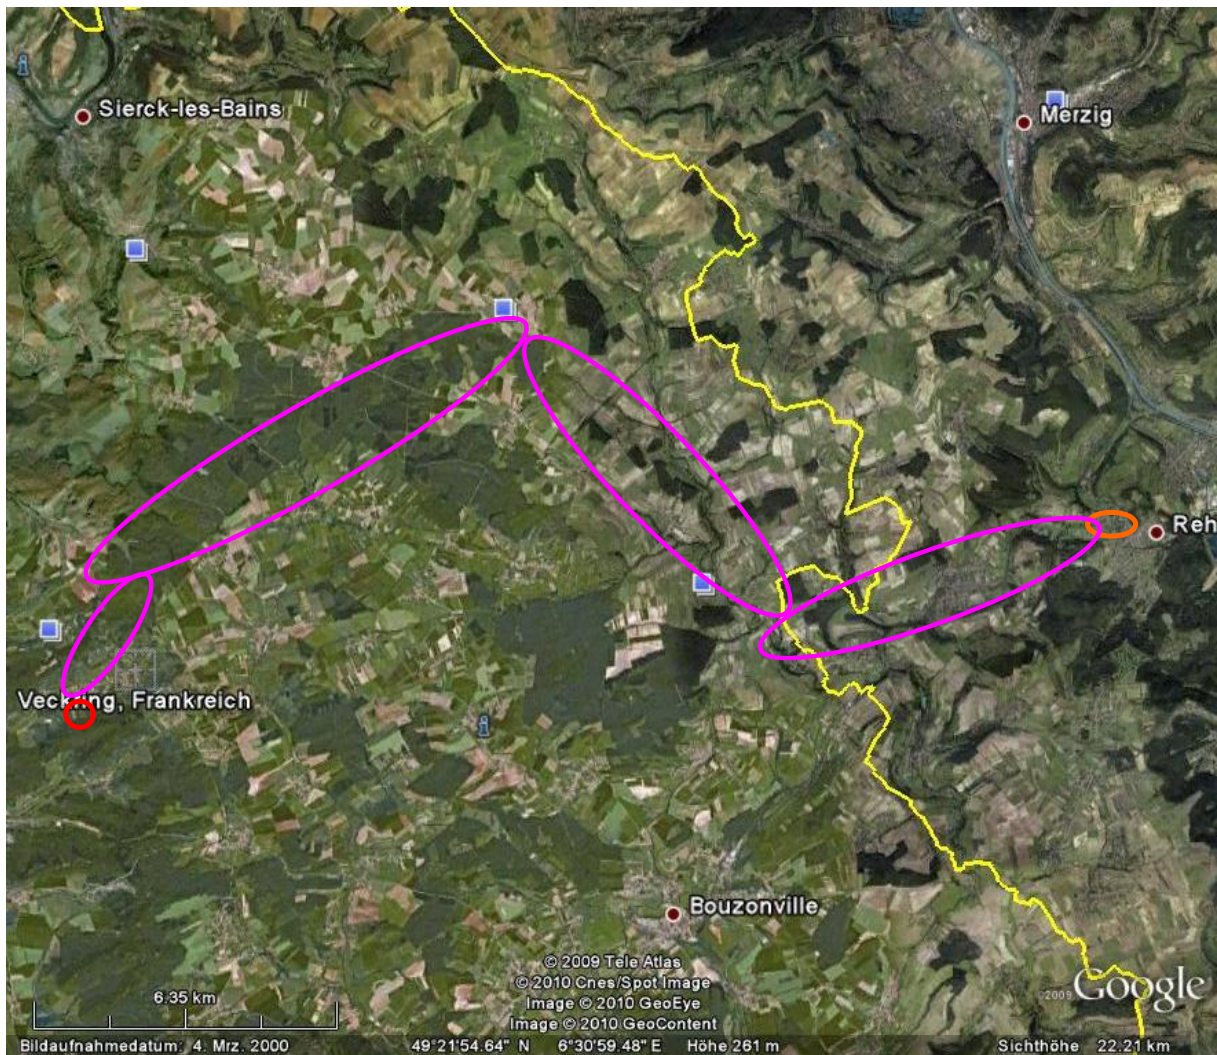 Sierck-les-Bains
Merzig
Reh
Veckring, Frankreich
Bouzonville
© 2009 Tele Atlas
© 2010 Cnes/Spot Image
Image © 2010 GeoEye
Image © 2010 GeoContent
6.35 km
©2009 Google
Bildaufnahmedatum: 4. Mrz. 2000 49°21'54.64" N 6°30'59.48" E Höhe 261 m Sichthöhe 22.21 km